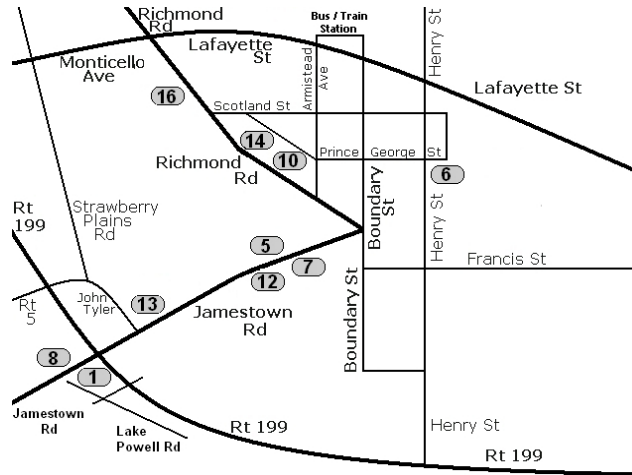 Richmond
Rd
Bus / Train
Station
Henry St
Lafayette
St
Monticello
Ave
Armistead
Ave
Lafayette St
16
Scotland St
14
10
Prince George St
Richmond
Rd
6
Strawberry
Plains
Rd
Rt
199
Boundary
St
Henry St
5
7
12
Francis St
Rt
5
John
Tyler
13
Jamestown
Rd
Boundary St
8
1
Jamestown
Rd
Lake
Powell Rd
Rt 199
Henry St
Rt 199